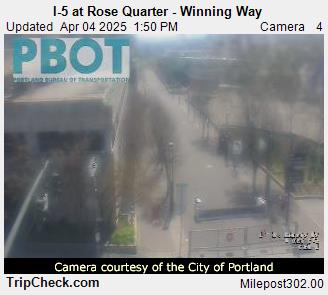 I-5 at Rose Quarter - Winning Way
Updated Apr 04 2025 1:50 PM Camera 4
PBOT
PORTLAND BUREAU OF TRANSPORTATION
Camera courtesy of the City of Portland
TripCheck.com Milepost302.00